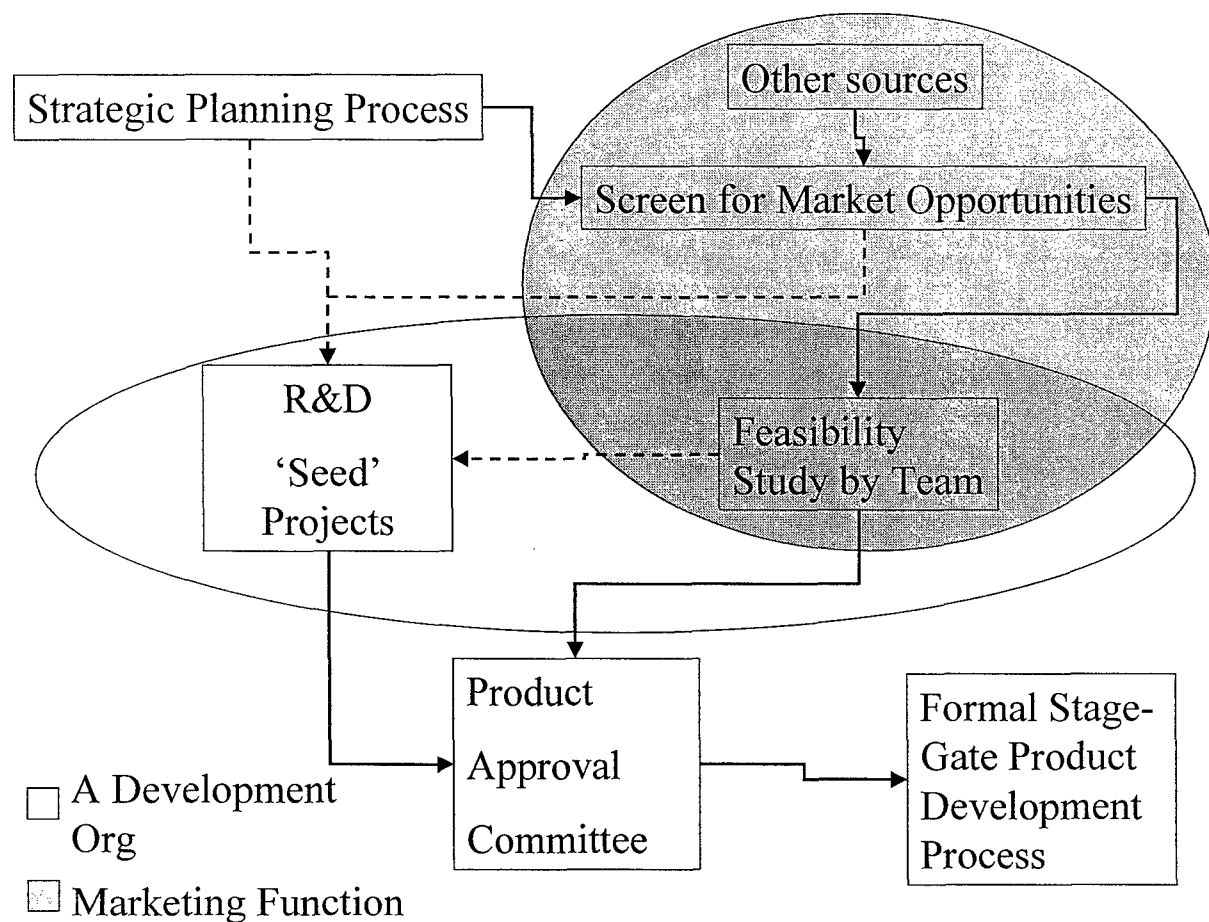 Other sources
Strategic Planning Process
Screen for Market Opportunities
R&D
‘Seed’
Projects
Feasibility
Study by Team
Product
Approval
Committee
Formal Stage-
Gate Product
Development
Process
A Development
Org
Marketing Function